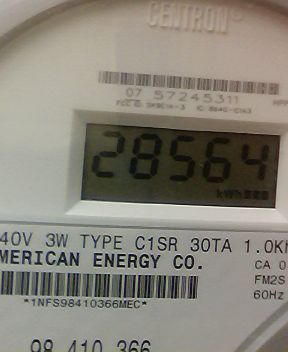 CENTRON®
07 57245311
28564
kWh
40V 3W TYPE C1SR 30TA 1.0Kh
MERICAN ENERGY CO.
CA 0
FM2S
60Hz
*1NFS98410366MEC*
98 410 366